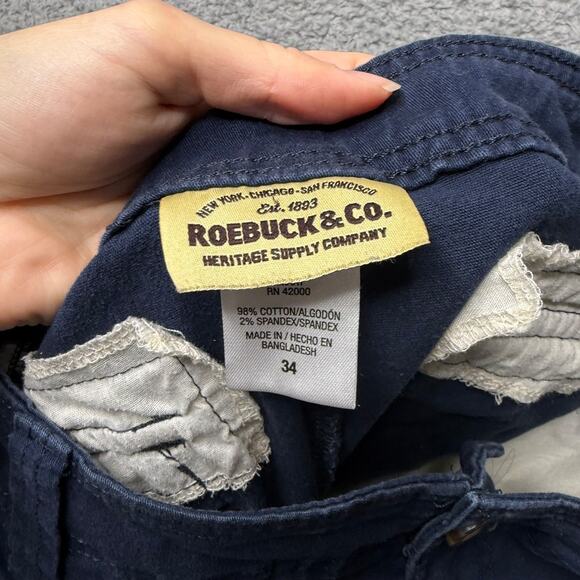 NEW YORK-CHICAGO-SAN FRANCISCO
Est. 1893
ROEBUCK & CO.
HERITAGE SUPPLY COMPANY
RN 42000
98% COTTON/ALGODÓN
2% SPANDEX/SPANDEX
MADE IN / HECHO EN
BANGLADESH
34